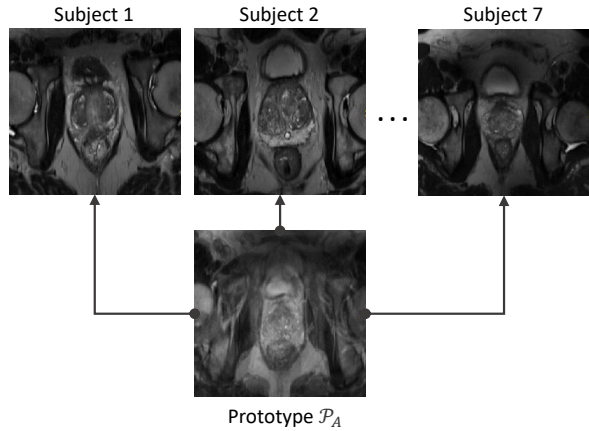 Subject 1
Subject 2
Subject 7
...
Prototype 𝒫_A